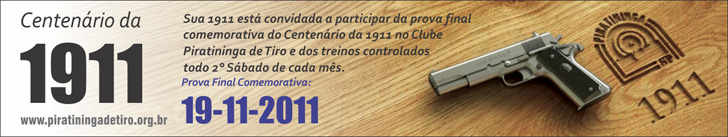 Centenário da
1911
www.piratiningadetiro.org.br
Sua 1911 está convidada a participar da prova final
comemorativa do Centenário da 1911 no Clube
Piratininga de Tiro e dos treinos controlados
todo 2° Sábado de cada mês.
Prova Final Comemorativa:
19-11-2011
PIRATININGA
SP
1911